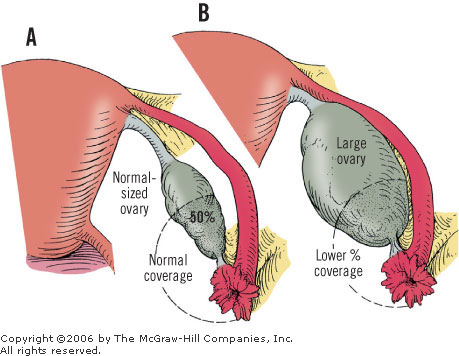 A
B
Normal-
sized
ovary
50%
Normal
coverage
Large
ovary
Lower %
coverage
Copyright ©2006 by The McGraw-Hill Companies, Inc.
All rights reserved.